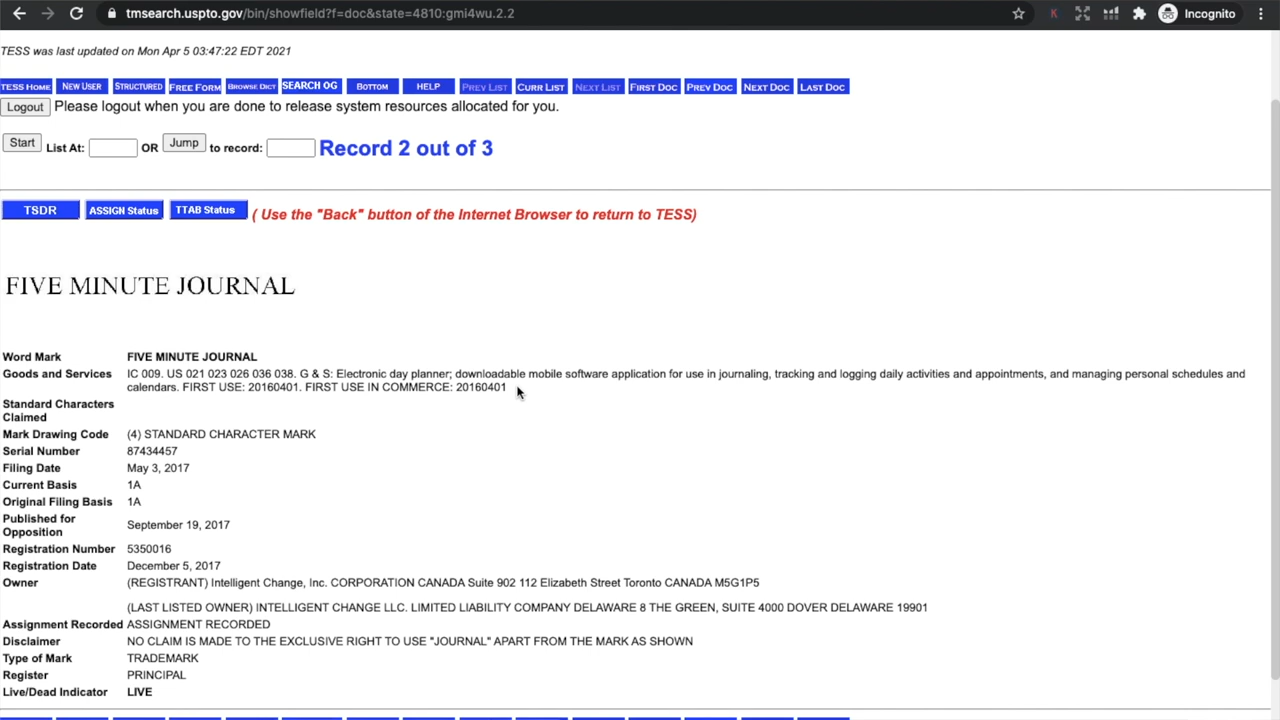 tmsearch.uspto.gov/bin/showfield?f=doc&state=4810:gmi4wu.2.2
K
Incognito
TESS was last updated on Mon Apr 5 03:47:22 EDT 2021
TESS HOME NEW USER STRUCTURED FREE FORM BROWSE DICT SEARCH OG BOTTOM HELP PREV LIST CURR LIST NEXT LIST FIRST DOC PREV DOC NEXT DOC LAST DOC
Logout Please logout when you are done to release system resources allocated for you.
Start List At: OR Jump to record: Record 2 out of 3
TSDR ASSIGN Status TTAB Status ( Use the "Back" button of the Internet Browser to return to TESS)
FIVE MINUTE JOURNAL
Word Mark FIVE MINUTE JOURNAL
Goods and Services IC 009. US 021 023 026 036 038. G & S: Electronic day planner; downloadable mobile software application for use in journaling, tracking and logging daily activities and appointments, and managing personal schedules and
calendars. FIRST USE: 20160401. FIRST USE IN COMMERCE: 20160401
Standard Characters
Claimed
Mark Drawing Code (4) STANDARD CHARACTER MARK
Serial Number 87434457
Filing Date May 3, 2017
Current Basis 1A
Original Filing Basis 1A
Published for
Opposition September 19, 2017
Registration Number 5350016
Registration Date December 5, 2017
Owner (REGISTRANT) Intelligent Change, Inc. CORPORATION CANADA Suite 902 112 Elizabeth Street Toronto CANADA M5G1P5
(LAST LISTED OWNER) INTELLIGENT CHANGE LLC. LIMITED LIABILITY COMPANY DELAWARE 8 THE GREEN, SUITE 4000 DOVER DELAWARE 19901
Assignment Recorded ASSIGNMENT RECORDED
Disclaimer NO CLAIM IS MADE TO THE EXCLUSIVE RIGHT TO USE "JOURNAL" APART FROM THE MARK AS SHOWN
Type of Mark TRADEMARK
Register PRINCIPAL
Live/Dead Indicator LIVE